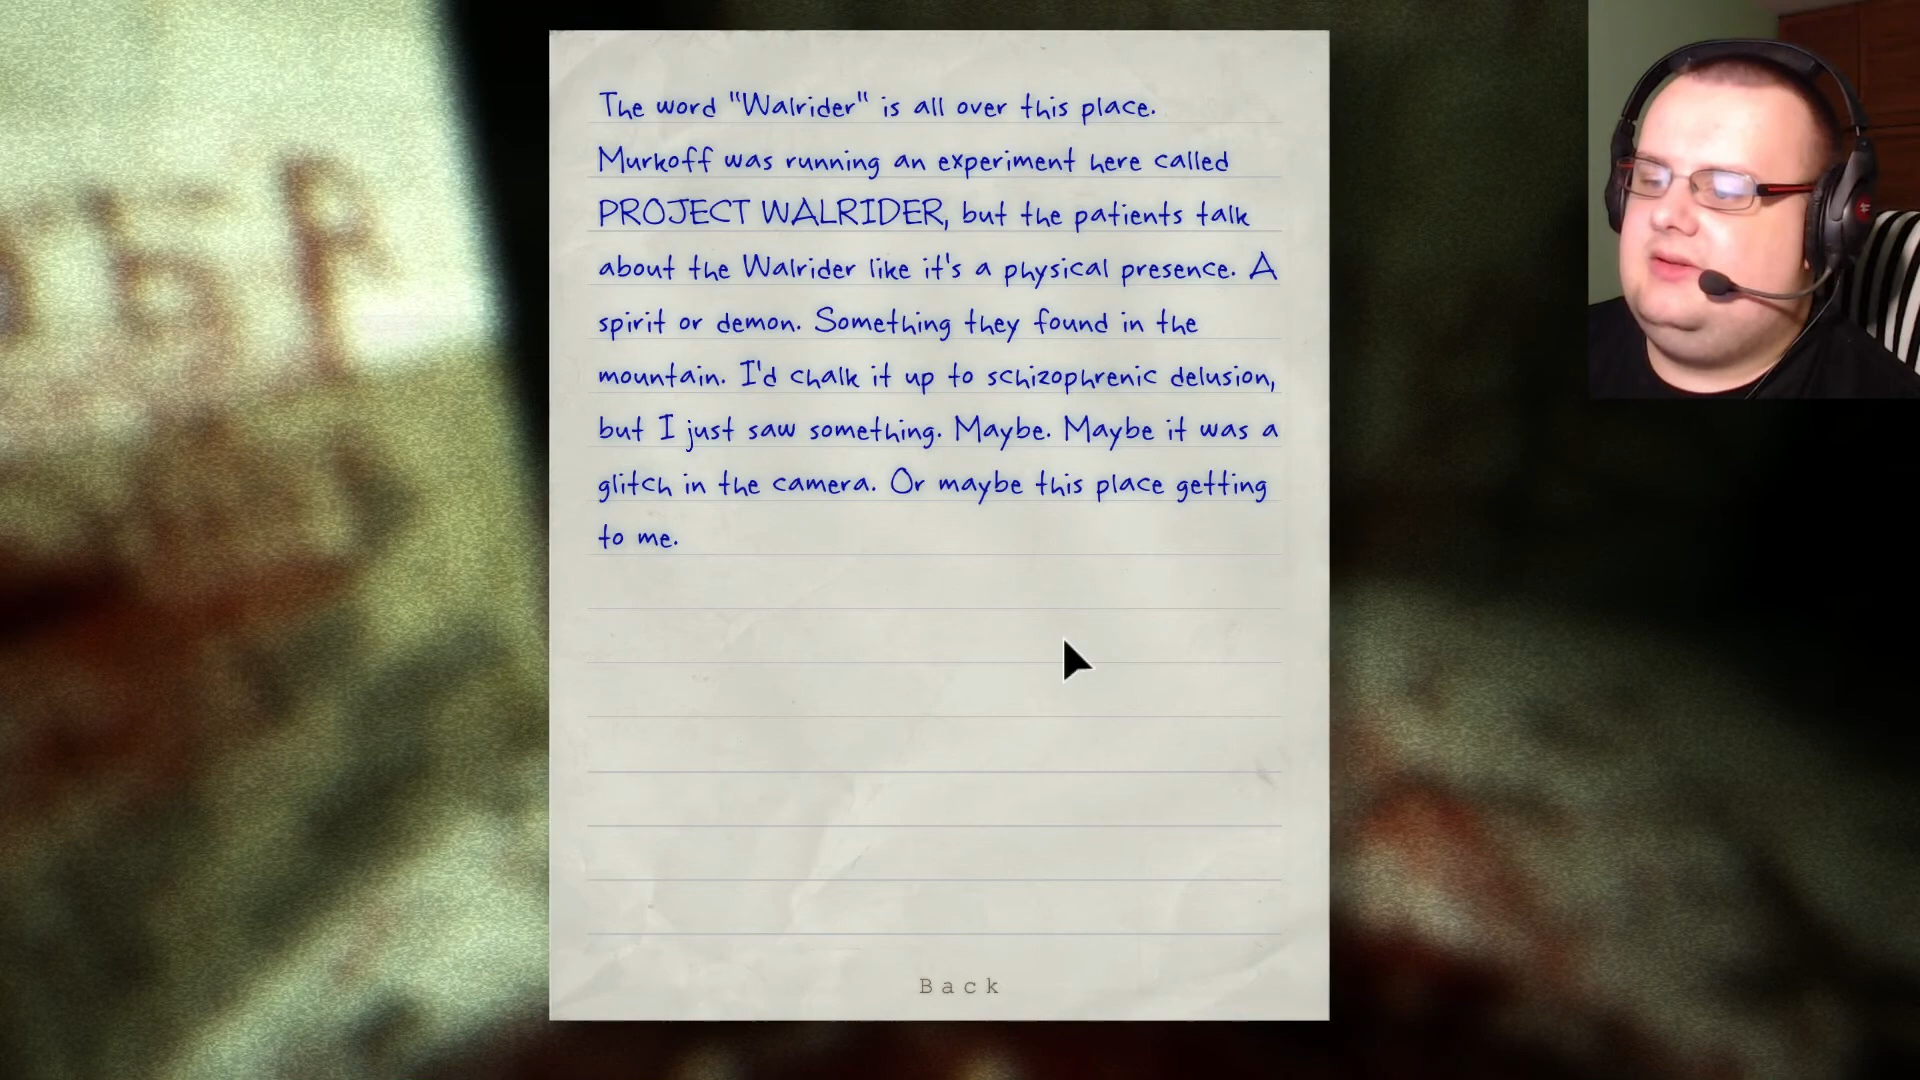 The word "Walrider" is all over this place.
Murkoff was running an experiment here called
PROJECT WALRIDER, but the patients talk
about the Walrider like it's a physical presence. A
spirit or demon. Something they found in the
mountain. I'd chalk it up to schizophrenic delusion,
but I just saw something. Maybe. Maybe it was a
glitch in the camera. Or maybe this place getting
to me.
Back